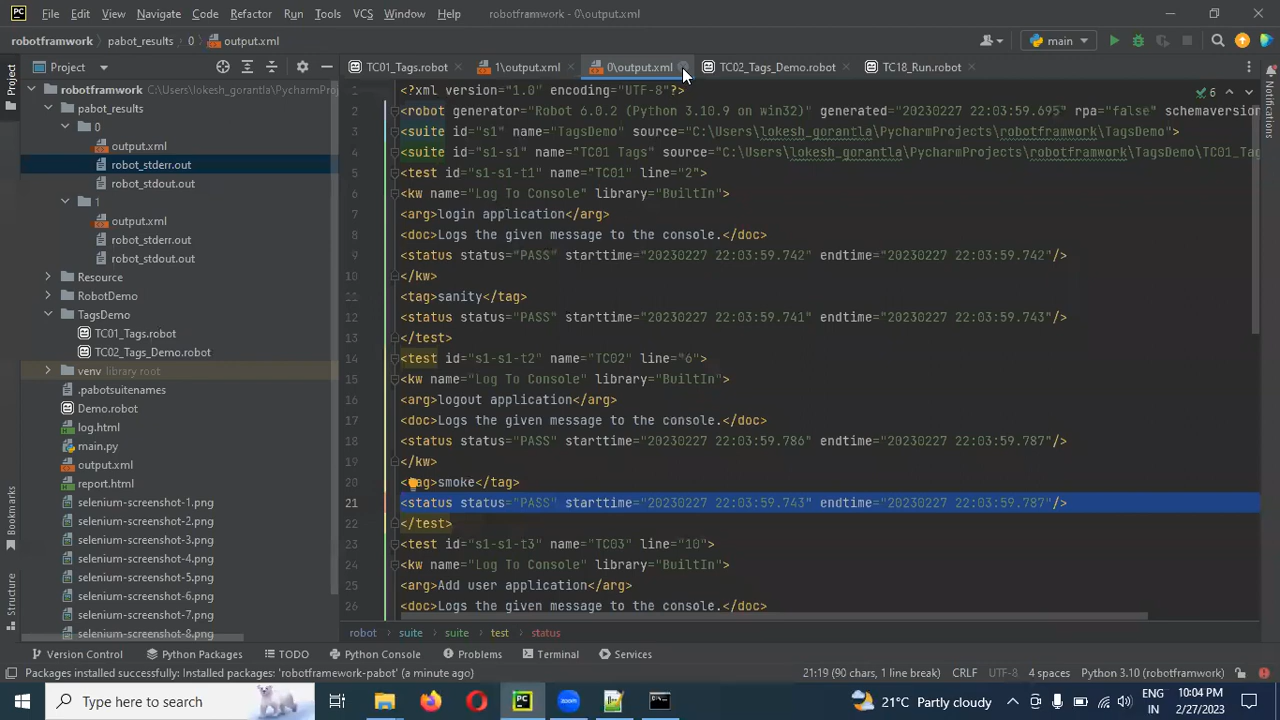 PC File Edit View Navigate Code Refactor Run Tools VCS Window Help robotframwork - 0\output.xml
robotframwork pabot_results 0 output.xml main
Project TC01_Tags.robot 1\output.xml 0\output.xml TC02_Tags_Demo.robot TC18_Run.robot
Project
Bookmarks
Structure
Notifications
robotframwork C:\Users\lokesh_gorantla\PycharmProj
pabot_results
0
output.xml
robot_stderr.out
robot_stdout.out
1
output.xml
robot_stderr.out
robot_stdout.out
Resource
RobotDemo
TagsDemo
TC01_Tags.robot
TC02_Tags_Demo.robot
venv library root
.pabotsuitenames
Demo.robot
log.html
main.py
output.xml
report.html
selenium-screenshot-1.png
selenium-screenshot-2.png
selenium-screenshot-3.png
selenium-screenshot-4.png
selenium-screenshot-5.png
selenium-screenshot-6.png
selenium-screenshot-7.png
selenium-screenshot-8.png
6
1 <?xml version="1.0" encoding="UTF-8"?>
2 <robot generator="Robot 6.0.2 (Python 3.10.9 on win32)" generated="20230227 22:03:59.695" rpa="false" schemaversion
3 <suite id="s1" name="TagsDemo" source="C:\Users\lokesh_gorantla\PycharmProjects\robotframwork\TagsDemo">
4 <suite id="s1-s1" name="TC01 Tags" source="C:\Users\lokesh_gorantla\PycharmProjects\robotframwork\TagsDemo\TC01_Tag
5 <test id="s1-s1-t1" name="TC01" line="2">
6 <kw name="Log To Console" library="BuiltIn">
7 <arg>login application</arg>
8 <doc>Logs the given message to the console.</doc>
9 <status status="PASS" starttime="20230227 22:03:59.742" endtime="20230227 22:03:59.742"/>
10 </kw>
11 <tag>sanity</tag>
12 <status status="PASS" starttime="20230227 22:03:59.741" endtime="20230227 22:03:59.743"/>
13 </test>
14 <test id="s1-s1-t2" name="TC02" line="6">
15 <kw name="Log To Console" library="BuiltIn">
16 <arg>logout application</arg>
17 <doc>Logs the given message to the console.</doc>
18 <status status="PASS" starttime="20230227 22:03:59.786" endtime="20230227 22:03:59.787"/>
19 </kw>
20 <tag>smoke</tag>
21 <status status="PASS" starttime="20230227 22:03:59.743" endtime="20230227 22:03:59.787"/>
22 </test>
23 <test id="s1-s1-t3" name="TC03" line="10">
24 <kw name="Log To Console" library="BuiltIn">
25 <arg>Add user application</arg>
26 <doc>Logs the given message to the console.</doc>
robot suite suite test status
Version Control Python Packages TODO Python Console Problems Terminal Services
Packages installed successfully: Installed packages: 'robotframework-pabot' (a minute ago) 21:19 (90 chars, 1 line break) CRLF UTF-8 4 spaces Python 3.10 (robotframwork)
Type here to search PC 21°C Partly cloudy ENG IN 10:04 PM 2/27/2023